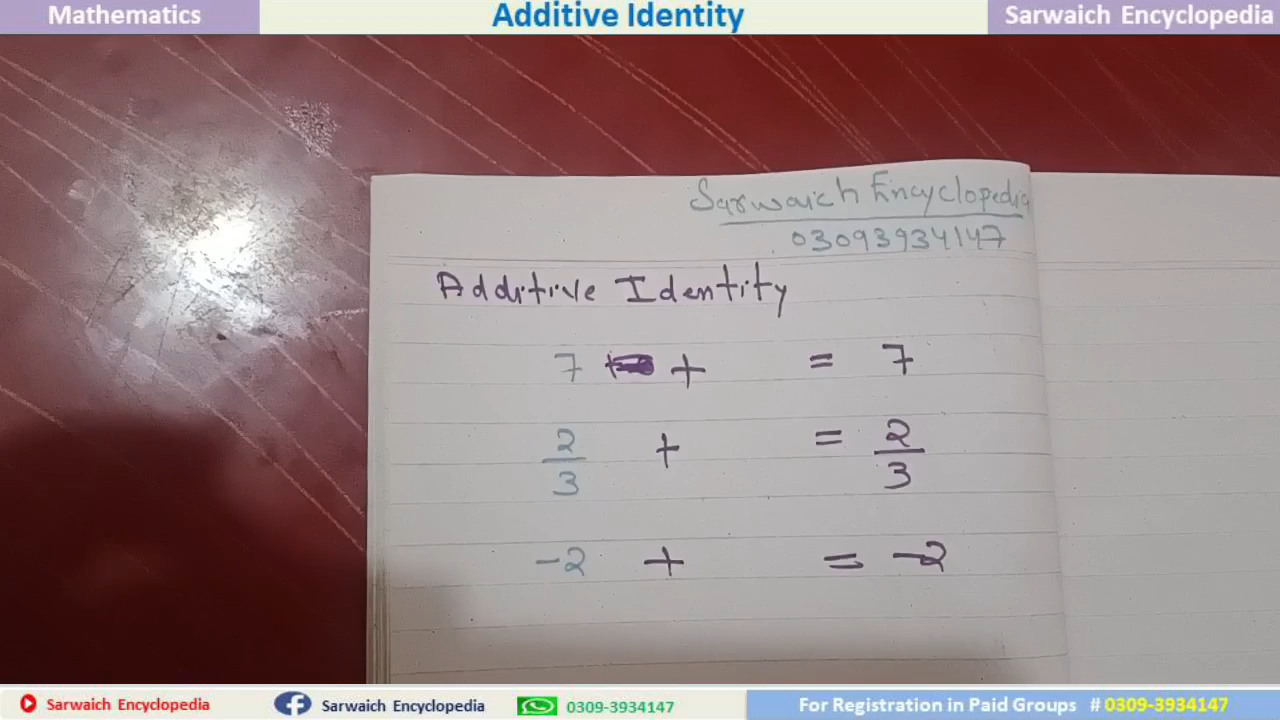 Mathematics
Additive Identity
Sarwaich Encyclopedia
Sarwaich Encyclopedia
03093934147
Additive Identity
7 + = 7
2/3 + = 2/3
-2 + = -2
Sarwaich Encyclopedia
Sarwaich Encyclopedia
0309-3934147
For Registration in Paid Groups # 0309-3934147